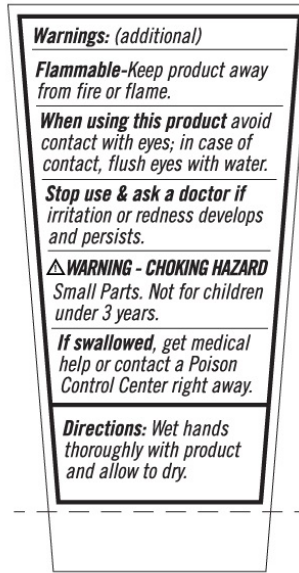 Warnings: (additional)
Flammable-Keep product away
from fire or flame.
When using this product avoid
contact with eyes; in case of
contact, flush eyes with water.
Stop use & ask a doctor if
irritation or redness develops
and persists.
⚠WARNING - CHOKING HAZARD
Small Parts. Not for children
under 3 years.
If swallowed, get medical
help or contact a Poison
Control Center right away.
Directions: Wet hands
thoroughly with product
and allow to dry.